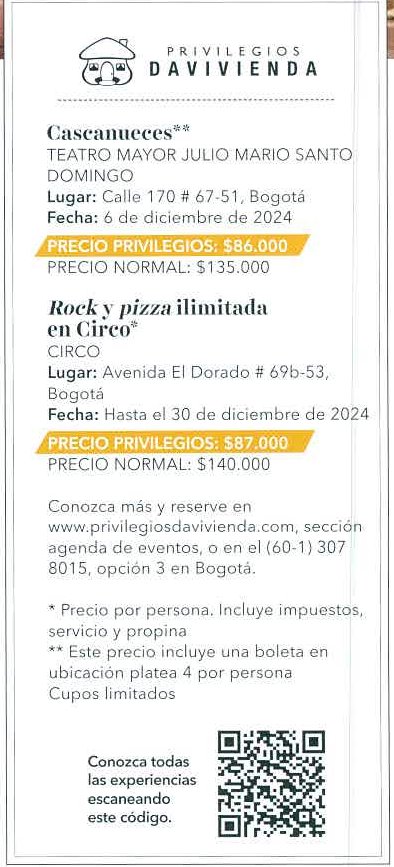 PRIVILEGIOS
DAVIVIENDA
Cascanueces**
TEATRO MAYOR JULIO MARIO SANTO
DOMINGO
Lugar: Calle 170 # 67-51, Bogotá
Fecha: 6 de diciembre de 2024
PRECIO PRIVILEGIOS: $86.000
PRECIO NORMAL: $135.000
Rock y pizza ilimitada
en Circo*
CIRCO
Lugar: Avenida El Dorado # 69b-53,
Bogotá
Fecha: Hasta el 30 de diciembre de 2024
PRECIO PRIVILEGIOS: $87.000
PRECIO NORMAL: $140.000
Conozca más y reserve en
www.privilegiosdavivienda.com, sección
agenda de eventos, o en el (60-1) 307
8015, opción 3 en Bogotá.
* Precio por persona. Incluye impuestos,
servicio y propina
** Este precio incluye una boleta en
ubicación platea 4 por persona
Cupos limitados
Conozca todas
las experiencias
escaneando
este código.